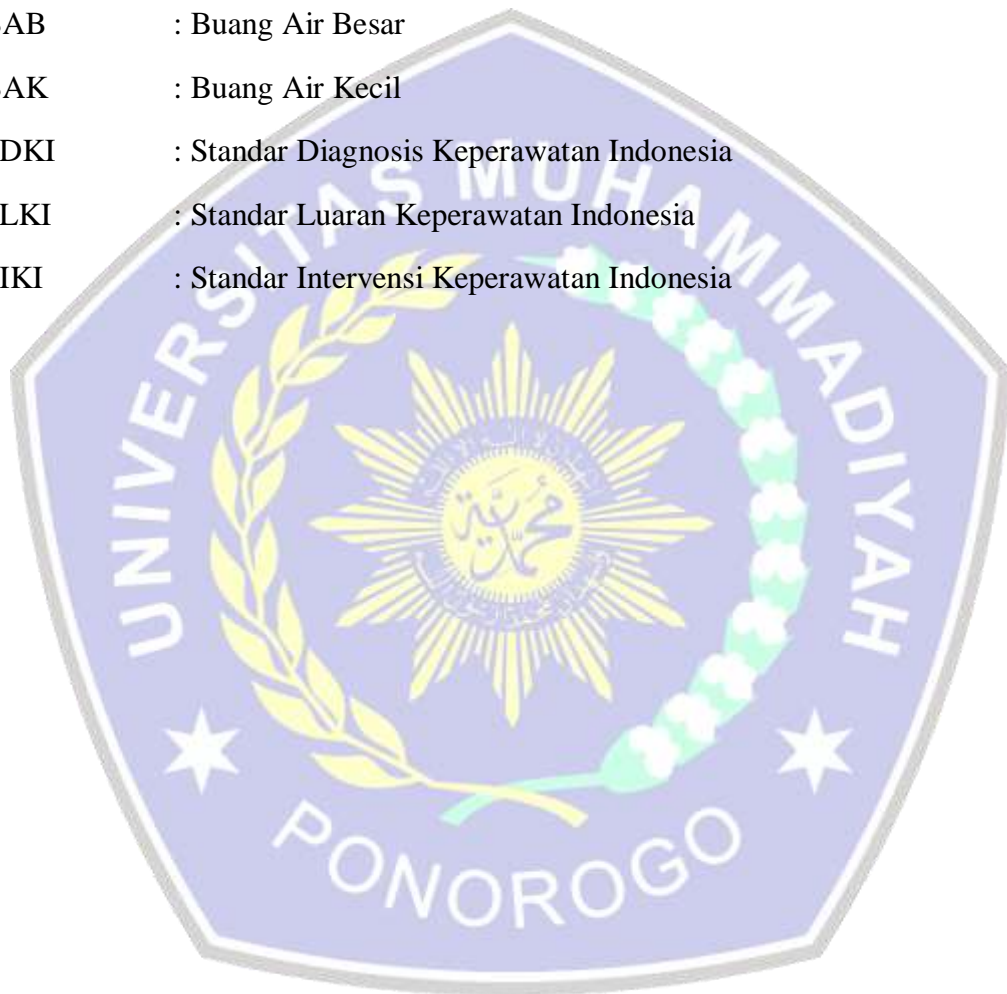 AB : Buang Air Besar
AK : Buang Air Kecil
DKI : Standar Diagnosis Keperawatan Indonesia
LKI : Standar Luaran Keperawatan Indonesia
IKI : Standar Intervensi Keperawatan Indonesia
UNIVERSITAS MUHAMMADIYAH
محمدية
PONOROGO